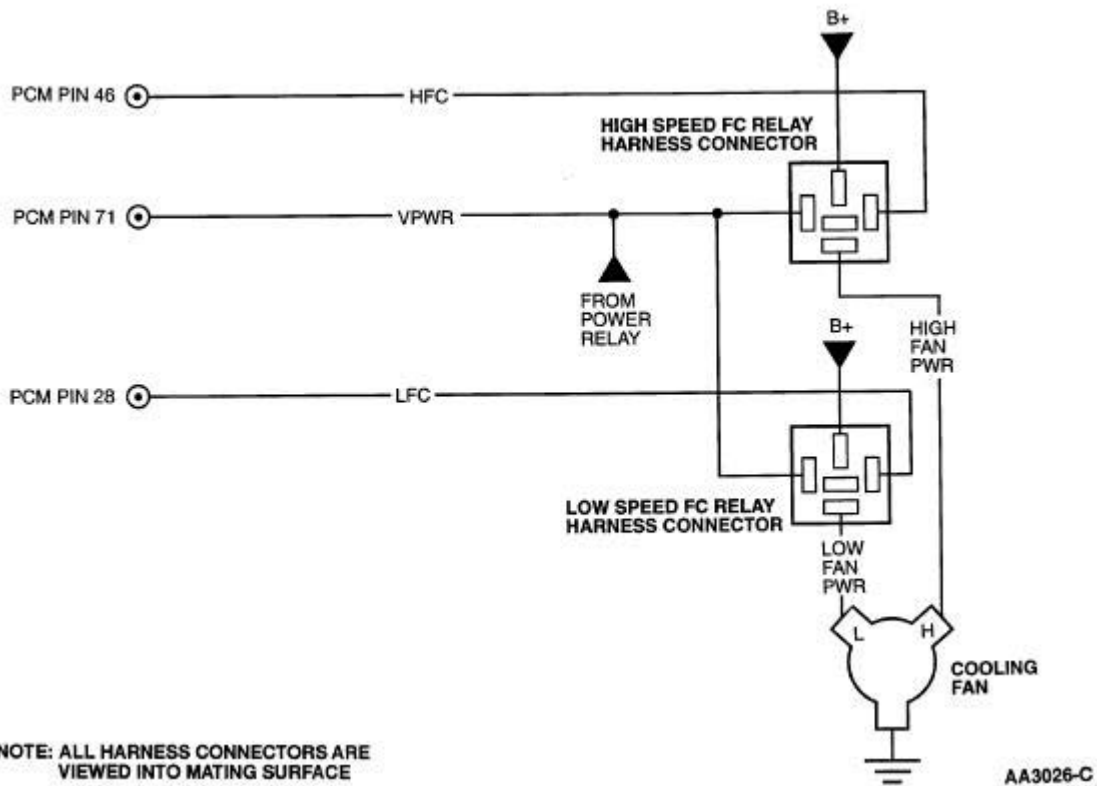 B+
PCM PIN 46
HFC
HIGH SPEED FC RELAY
HARNESS CONNECTOR
PCM PIN 71
VPWR
FROM
POWER
RELAY
B+
HIGH
FAN
PWR
PCM PIN 28
LFC
LOW SPEED FC RELAY
HARNESS CONNECTOR
LOW
FAN
PWR
L
H
COOLING
FAN
NOTE: ALL HARNESS CONNECTORS ARE
VIEWED INTO MATING SURFACE
AA3026-C